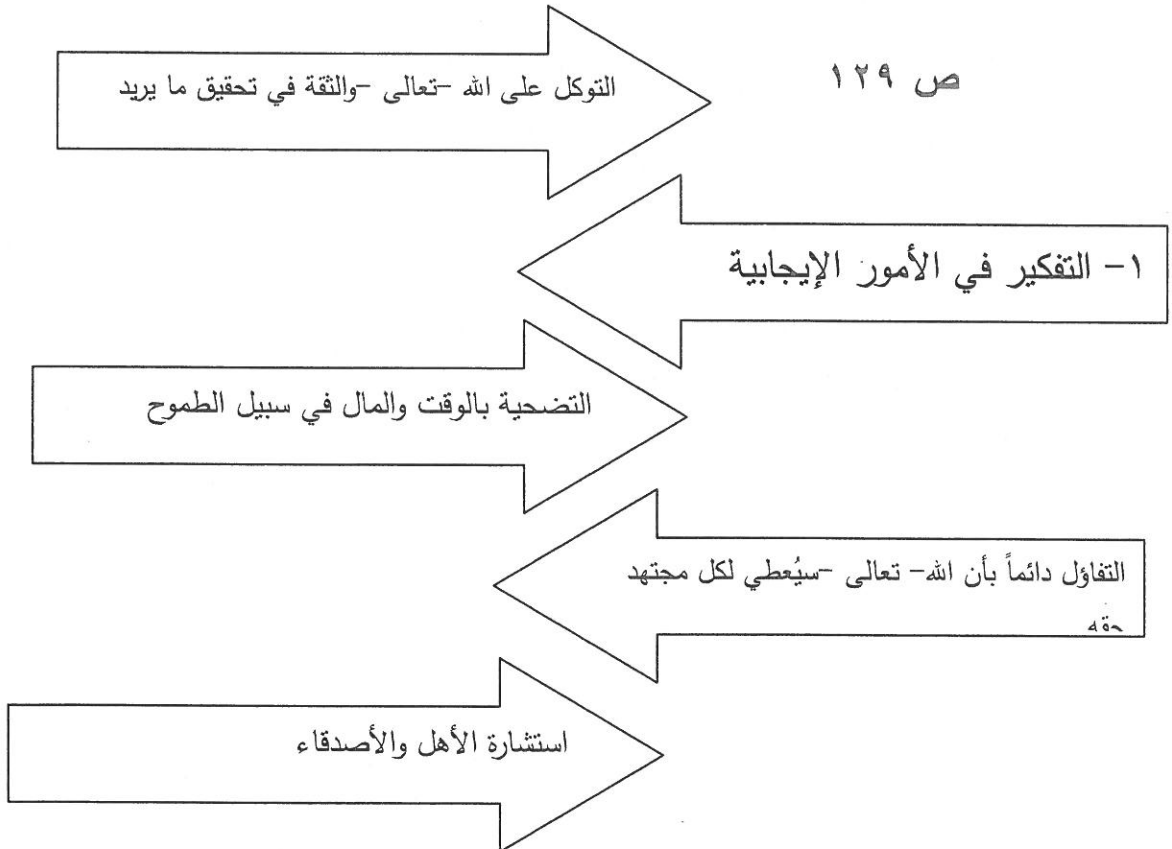 ص ١٢٩
التوكل على الله -تعالى -والثقة في تحقيق ما يريد
١- التفكير في الأمور الإيجابية
التضحية بالوقت والمال في سبيل الطموح
التفاؤل دائماً بأن الله- تعالى -سيُعطي لكل مجتهد
حقه
استشارة الأهل والأصدقاء